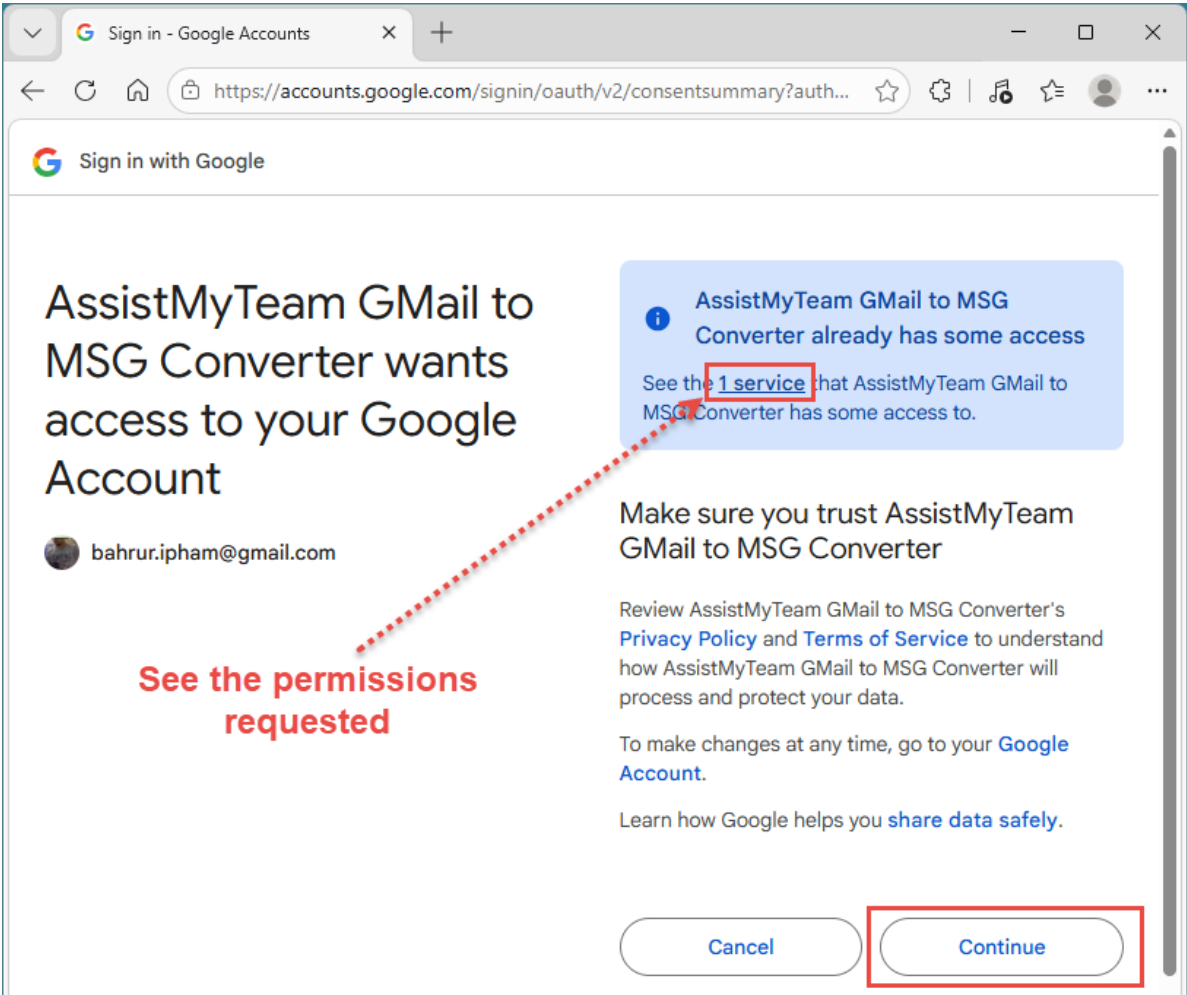 Sign in - Google Accounts
https://accounts.google.com/signin/oauth/v2/consentsummary?auth...
Sign in with Google
AssistMyTeam GMail to
MSG Converter wants
access to your Google
Account
bahrur.ipham@gmail.com
See the permissions
requested
AssistMyTeam GMail to MSG
Converter already has some access
See the 1 service that AssistMyTeam GMail to
MSG Converter has some access to.
Make sure you trust AssistMyTeam
GMail to MSG Converter
Review AssistMyTeam GMail to MSG Converter's
Privacy Policy and Terms of Service to understand
how AssistMyTeam GMail to MSG Converter will
process and protect your data.
To make changes at any time, go to your Google
Account.
Learn how Google helps you share data safely.
Cancel
Continue